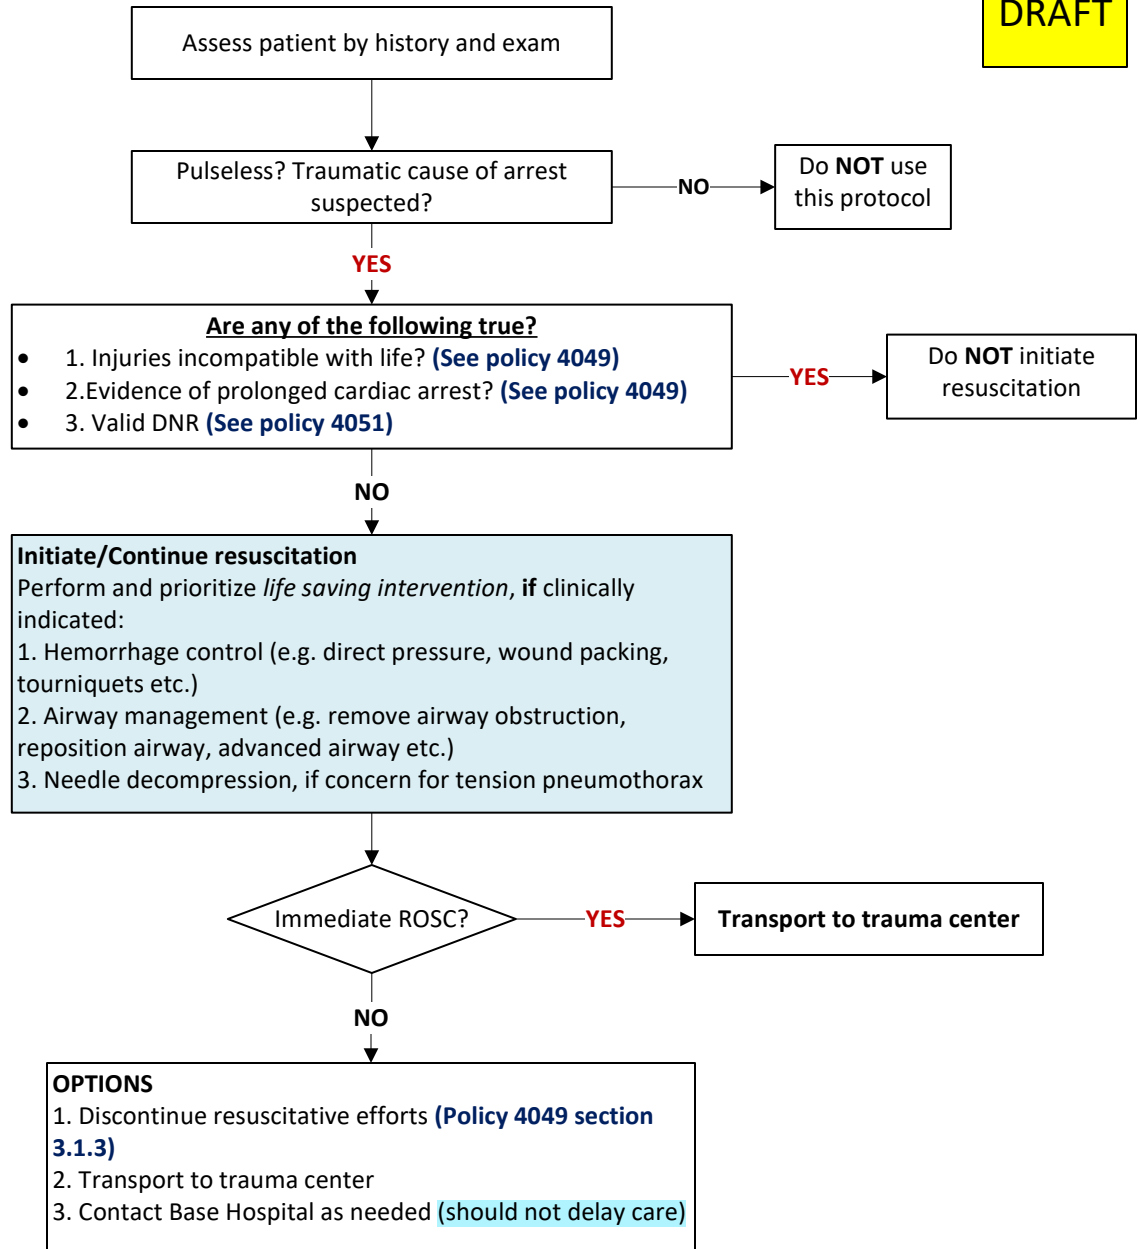 DRAFT
Assess patient by history and exam
Pulseless? Traumatic cause of arrest
suspected?
NO
Do NOT use
this protocol
YES
Are any of the following true?
• 1. Injuries incompatible with life? (See policy 4049)
• 2.Evidence of prolonged cardiac arrest? (See policy 4049)
• 3. Valid DNR (See policy 4051)
YES
Do NOT initiate
resuscitation
NO
Initiate/Continue resuscitation
Perform and prioritize life saving intervention, if clinically
indicated:
1. Hemorrhage control (e.g. direct pressure, wound packing,
tourniquets etc.)
2. Airway management (e.g. remove airway obstruction,
reposition airway, advanced airway etc.)
3. Needle decompression, if concern for tension pneumothorax
Immediate ROSC?
YES
Transport to trauma center
NO
OPTIONS
1. Discontinue resuscitative efforts (Policy 4049 section
3.1.3)
2. Transport to trauma center
3. Contact Base Hospital as needed (should not delay care)